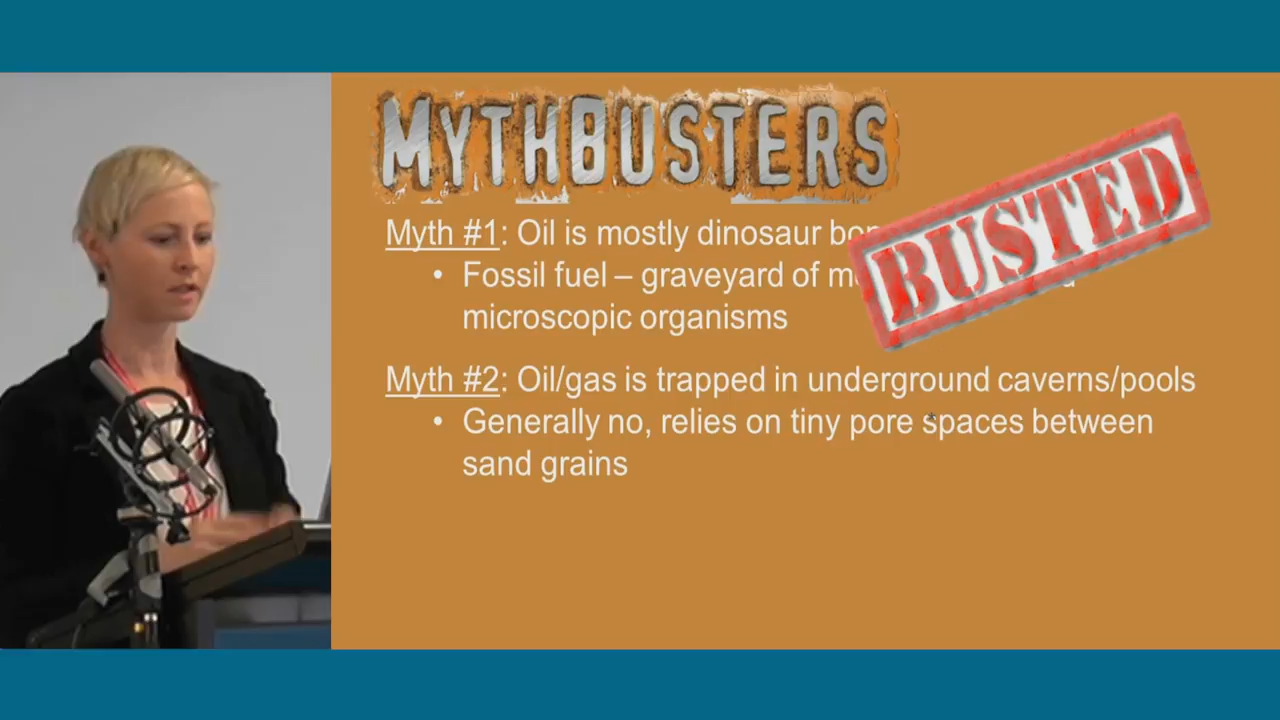 MYTHBUSTERS
BUSTED
Myth #1: Oil is mostly dinosaur
• Fossil fuel – graveyard of
microscopic organisms
Myth #2: Oil/gas is trapped in underground caverns/pools
• Generally no, relies on tiny pore spaces between
sand grains